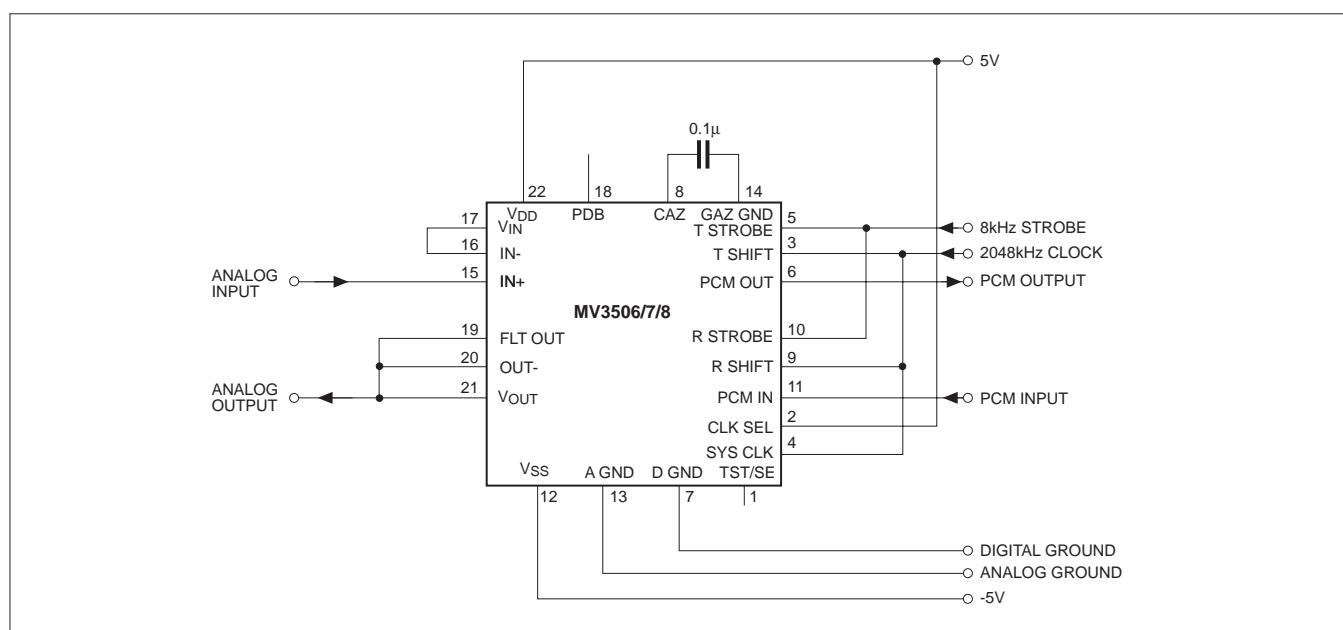 5V
0.1µ
22
18
8
14
VDD
PDB
CAZ
GAZ GND
17
VIN
T STROBE
5
8kHz STROBE
16
IN-
T SHIFT
3
2048kHz CLOCK
ANALOG
INPUT
15
IN+
PCM OUT
6
PCM OUTPUT
MV3506/7/8
19
FLT OUT
R STROBE
10
20
OUT-
R SHIFT
9
ANALOG
OUTPUT
21
VOUT
PCM IN
11
PCM INPUT
CLK SEL
2
SYS CLK
4
VSS
A GND
D GND
TST/SE
12
13
7
1
DIGITAL GROUND
ANALOG GROUND
-5V